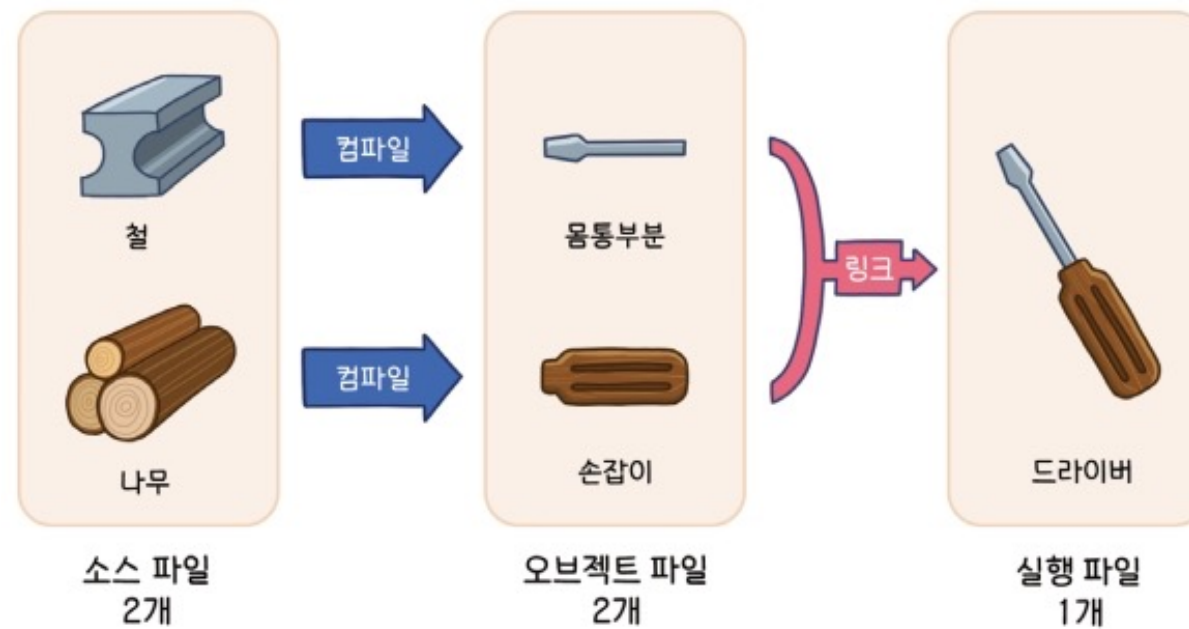 철
컴파일
몸통부분
링크
나무
컴파일
손잡이
드라이버
소스 파일
2개
오브젝트 파일
2개
실행 파일
1개